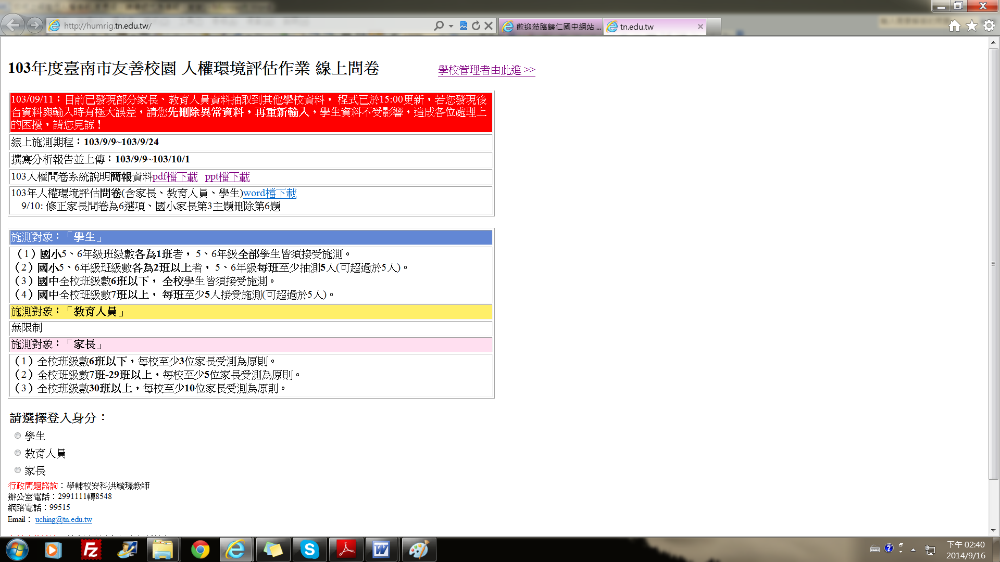 http://humrig.tn.edu.tw/
歡迎蒞臨歸仁國中網站 ...
tn.edu.tw
103年度臺南市友善校園 人權環境評估作業 線上問卷
學校管理者由此進 >>
103/09/11：目前已發現部分家長、教育人員資料抽取到其他學校資料， 程式已於15:00更新，若您發現後
台資料與輸入時有極大誤差，請您先刪除異常資料，再重新輸入，學生資料不受影響，造成各位處理上
的困擾，請您見諒！
線上施測期程：103/9/9~103/9/24
撰寫分析報告並上傳：103/9/9~103/10/1
103人權問卷系統說明簡報資料pdf檔下載 ppt檔下載
103年人權環境評估問卷(含家長、教育人員、學生)word檔下載
9/10: 修正家長問卷為6選項、國小家長第3主題刪除第6題
施測對象：「學生」
（1）國小5、6年級班級數各為1班者， 5、6年級全部學生皆須接受施測。
（2）國小5、6年級班級數各為2班以上者， 5、6年級每班至少抽測5人(可超過於5人)。
（3）國中全校班級數6班以下， 全校學生皆須接受施測。
（4）國中全校班級數7班以上， 每班至少5人接受施測(可超過於5人)。
施測對象：「教育人員」
無限制
施測對象：「家長」
（1）全校班級數6班以下，每校至少3位家長受測為原則。
（2）全校班級數7班-29班以上，每校至少5位家長受測為原則。
（3）全校班級數30班以上，每校至少10位家長受測為原則。
請選擇登入身分：
學生
教育人員
家長
行政問題諮詢：學輔校安科洪毓璟教師
辦公室電話：2991111轉8548
網路電話：99515
Email： uching@tn.edu.tw
下午 02:40
2014/9/16